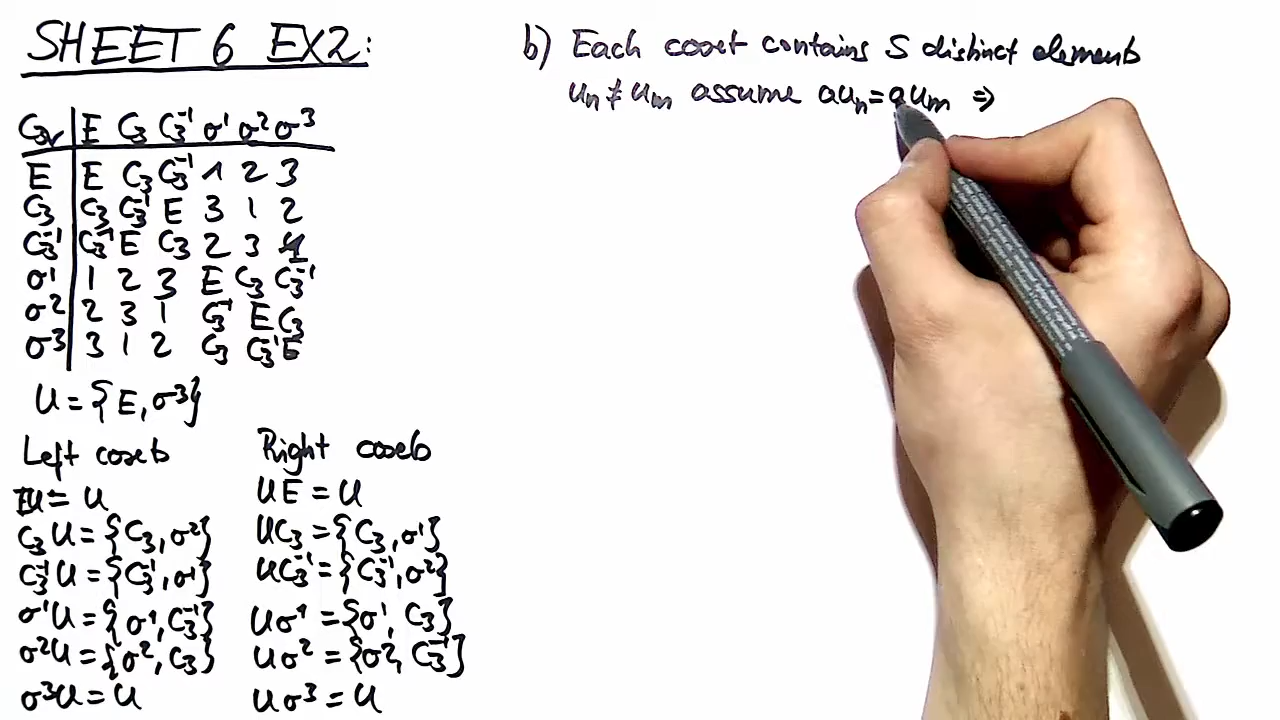 SHEET 6 EX2:
C3v E C3 C3⁻¹ σ¹ σ² σ³
E E C3 C3⁻¹ 1 2 3
C3 C3 C3⁻¹ E 3 1 2
C3⁻¹ C3⁻¹ E C3 2 3 1
σ¹ 1 2 3 E C3 C3⁻¹
σ² 2 3 1 C3⁻¹ E C3
σ³ 3 1 2 C3 C3⁻¹ E
U = {E, σ³}
Left cosets
EU = U
C3U = {C3, σ²}
C3⁻¹U = {C3⁻¹, σ¹}
σ¹U = {σ¹, C3⁻¹}
σ²U = {σ², C3}
σ³U = U
Right cosets
UE = U
UC3 = {C3, σ¹}
UC3⁻¹ = {C3⁻¹, σ²}
Uσ¹ = {σ¹, C3}
Uσ² = {σ², C3⁻¹}
Uσ³ = U
b) Each coset contains S distinct elements
uₙ ≠ uₘ assume auₙ = auₘ ⇒